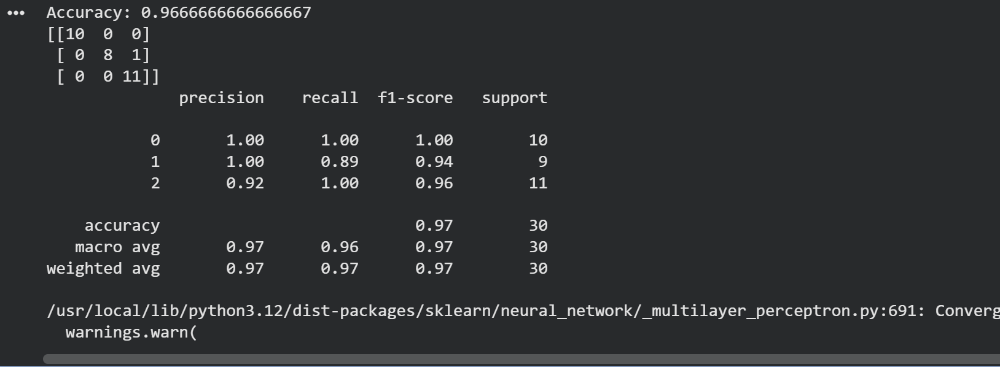 Accuracy: 0.9666666666666667
[[10  0  0]
 [ 0  8  1]
 [ 0  0 11]]
              precision    recall  f1-score   support

           0       1.00      1.00      1.00        10
           1       1.00      0.89      0.94         9
           2       0.92      1.00      0.96        11

    accuracy                           0.97        30
   macro avg       0.97      0.96      0.97        30
weighted avg       0.97      0.97      0.97        30

/usr/local/lib/python3.12/dist-packages/sklearn/neural_network/_multilayer_perceptron.py:691: Converg
  warnings.warn(